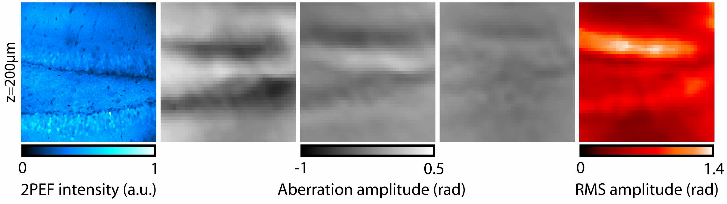 z=200μm
0 1
-1 0.5
0 1.4
2PEF intensity (a.u.)
Aberration amplitude (rad)
RMS amplitude (rad)